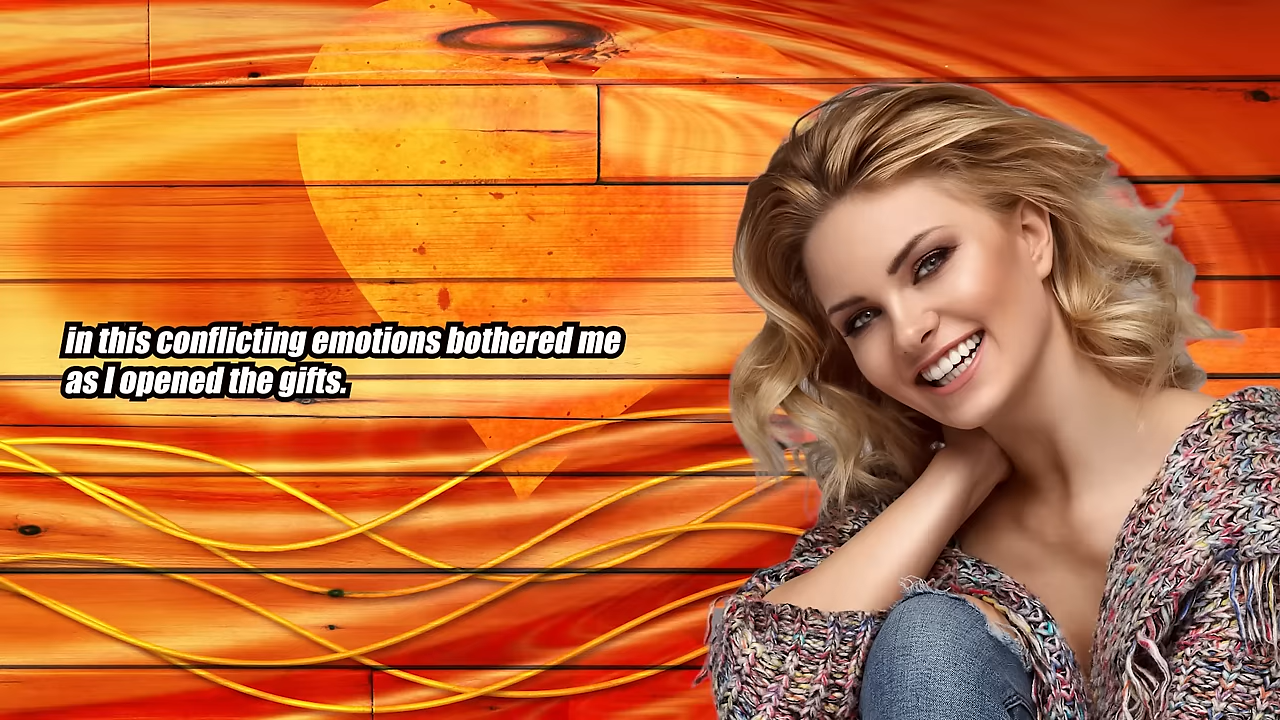 in this conflicting emotions bothered me
as I opened the gifts.